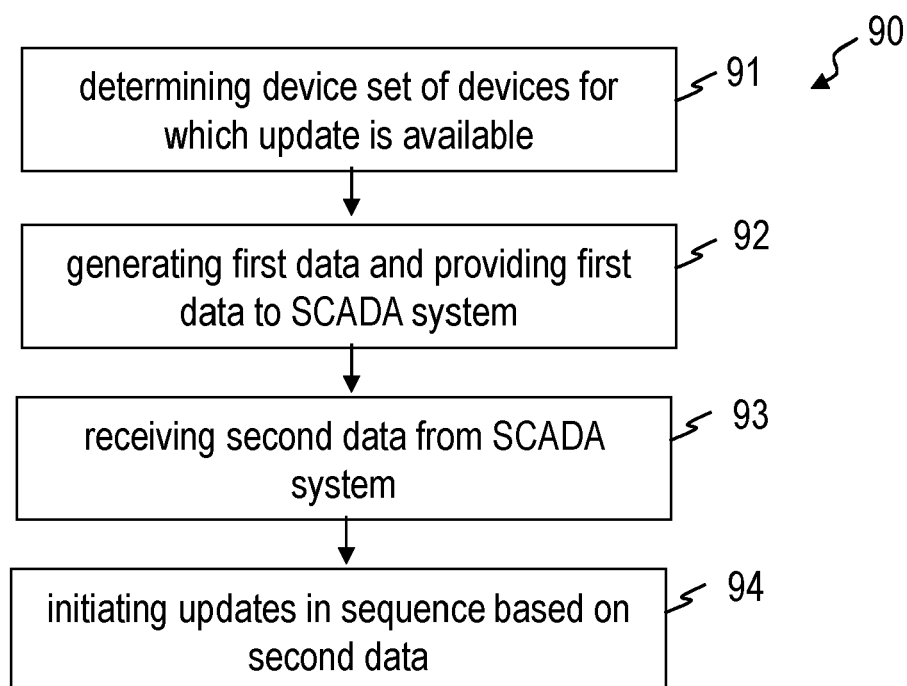 90
determining device set of devices for
which update is available
91
generating first data and providing first
data to SCADA system
92
receiving second data from SCADA
system
93
initiating updates in sequence based on
second data
94